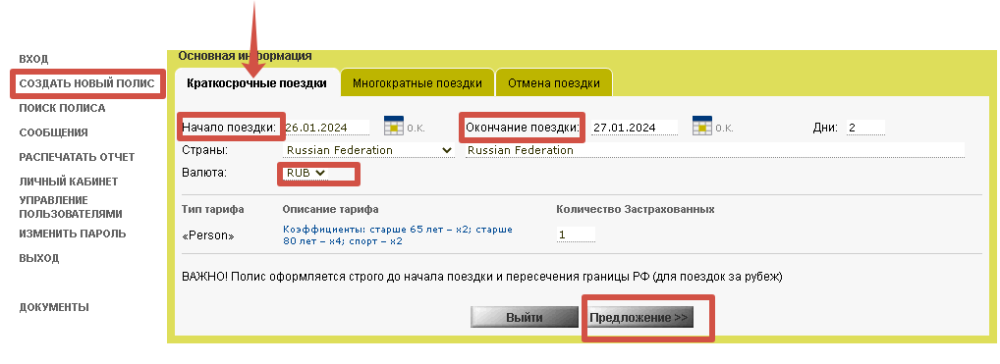 ВХОД
СОЗДАТЬ НОВЫЙ ПОЛИС
ПОИСК ПОЛИСА
СООБЩЕНИЯ
РАСПЕЧАТАТЬ ОТЧЕТ
ЛИЧНЫЙ КАБИНЕТ
УПРАВЛЕНИЕ
ПОЛЬЗОВАТЕЛЯМИ
ИЗМЕНИТЬ ПАРОЛЬ
ВЫХОД
ДОКУМЕНТЫ
Основная информация
Краткосрочные поездки Многократные поездки Отмена поездки
Начало поездки: 26.01.2024 О.К. Окончание поездки: 27.01.2024 О.К. Дни: 2
Страны: Russian Federation Russian Federation
Валюта: RUB
Тип тарифа Описание тарифа Количество Застрахованных
«Person» Коэффициенты: старше 65 лет – x2; старше
80 лет – x4; спорт – x2 1
ВАЖНО! Полис оформляется строго до начала поездки и пересечения границы РФ (для поездок за рубеж)
Выйти Предложение >>